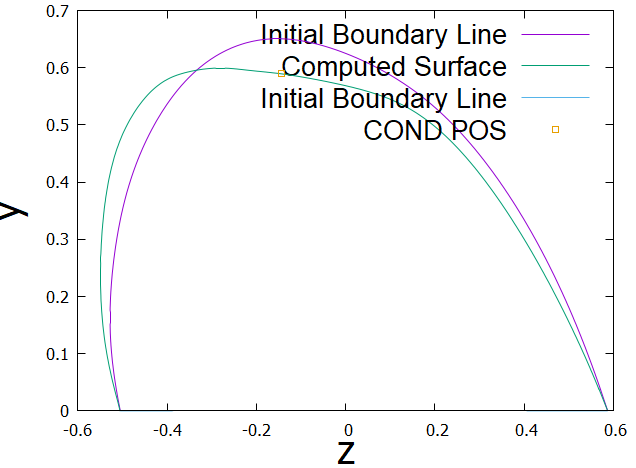 0.7
Initial Boundary Line
0.6
Computed Surface
Initial Boundary Line
0.5
COND POS
0.4
y
0.3
0.2
0.1
0
-0.6 -0.4 -0.2 0 0.2 0.4 0.6
z